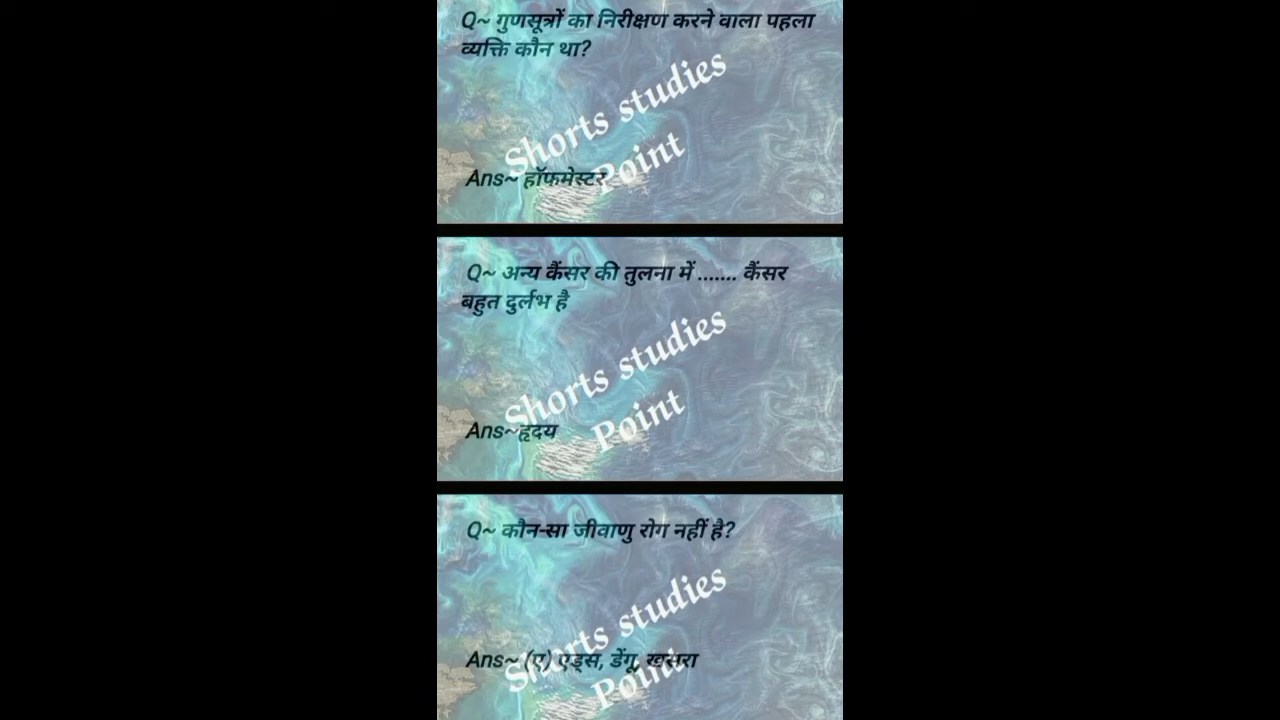 Q~ गुणसूत्रों का निरीक्षण करने वाला पहला
व्यक्ति कौन था?
Shorts studies
Point
Ans~ हॉफमेस्टर
Q~ अन्य कैंसर की तुलना में ....... कैंसर
बहुत दुर्लभ है
Shorts studies
Point
Ans~हृदय
Q~ कौन-सा जीवाणु रोग नहीं है?
Shorts studies
Point
Ans~ (ए) एड्स, डेंगू, खसरा